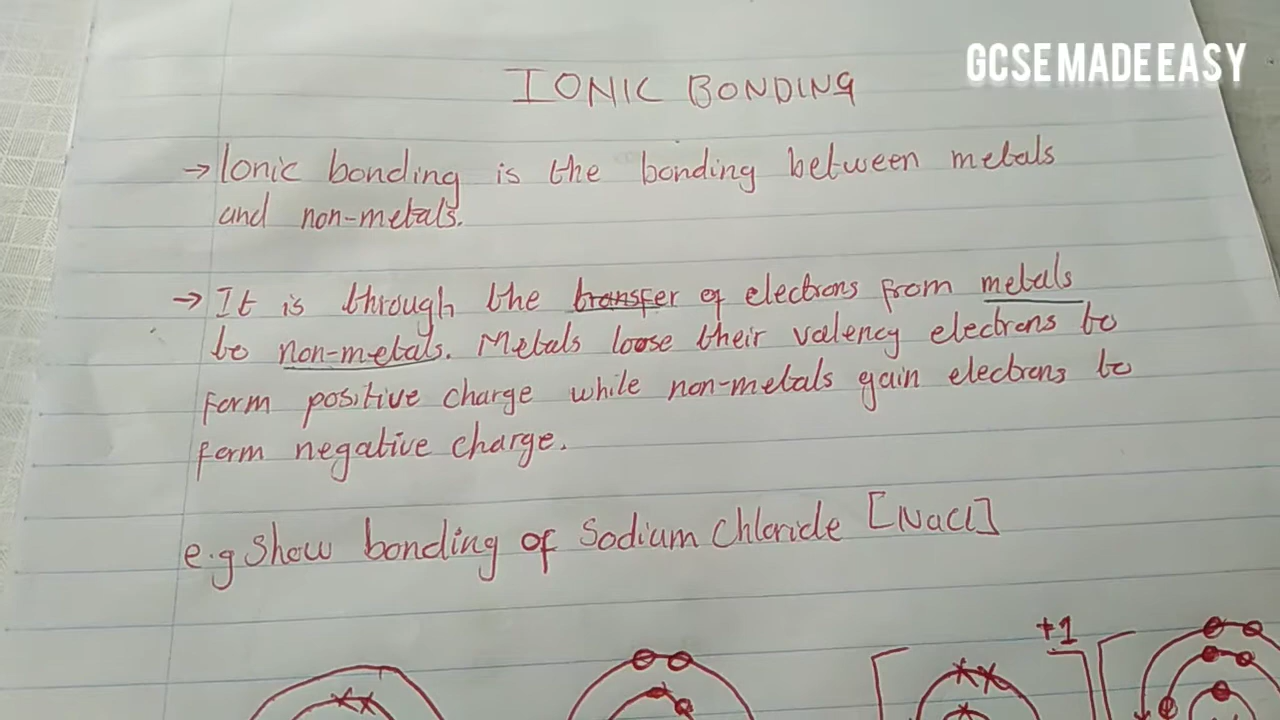 GCSE MADE EASY
IONIC BONDING
→ Ionic bonding is the bonding between metals
and non-metals.
→ It is through the transfer of electrons from metals
to non-metals. Metals loose their valency electrons to
form positive charge while non-metals gain electrons to
form negative charge.
e.g Show bonding of Sodium Chloride [NaCl]
+1